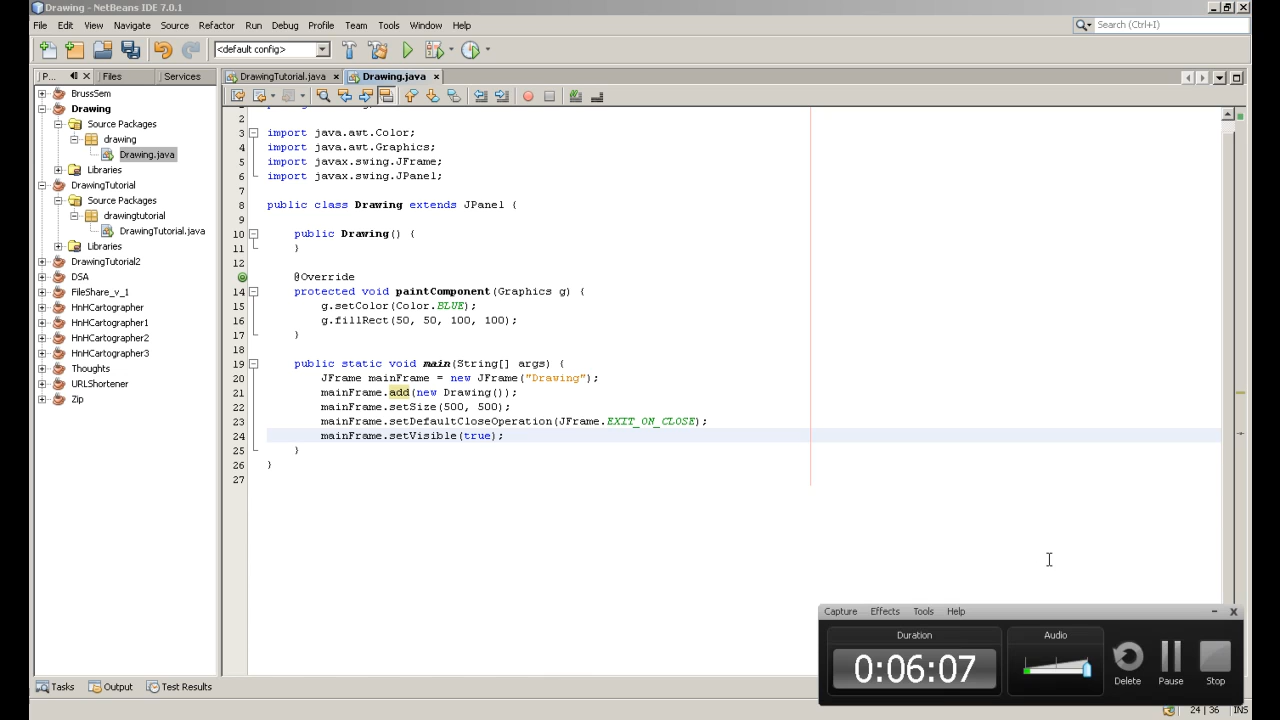 Drawing - NetBeans IDE 7.0.1
File Edit View Navigate Source Refactor Run Debug Profile Team Tools Window Help
Search (Ctrl+I)
<default config>
P... Files Services
DrawingTutorial.java Drawing.java
BrussSem
Drawing
Source Packages
drawing
Drawing.java
Libraries
DrawingTutorial
Source Packages
drawingtutorial
DrawingTutorial.java
Libraries
DrawingTutorial2
DSA
FileShare_v_1
HnHCartographer
HnHCartographer1
HnHCartographer2
HnHCartographer3
Thoughts
URLShortener
Zip
2
3 import java.awt.Color;
4 import java.awt.Graphics;
5 import javax.swing.JFrame;
6 import javax.swing.JPanel;
7
8 public class Drawing extends JPanel {
9
10 public Drawing() {
11 }
12
@Override
14 protected void paintComponent(Graphics g) {
15 g.setColor(Color.BLUE);
16 g.fillRect(50, 50, 100, 100);
17 }
18
19 public static void main(String[] args) {
20 JFrame mainFrame = new JFrame("Drawing");
21 mainFrame.add(new Drawing());
22 mainFrame.setSize(500, 500);
23 mainFrame.setDefaultCloseOperation(JFrame.EXIT_ON_CLOSE);
24 mainFrame.setVisible(true);
25 }
26 }
27
Capture Effects Tools Help
Duration
0:06:07
Audio
Delete Pause Stop
Tasks Output Test Results
24 | 36 INS